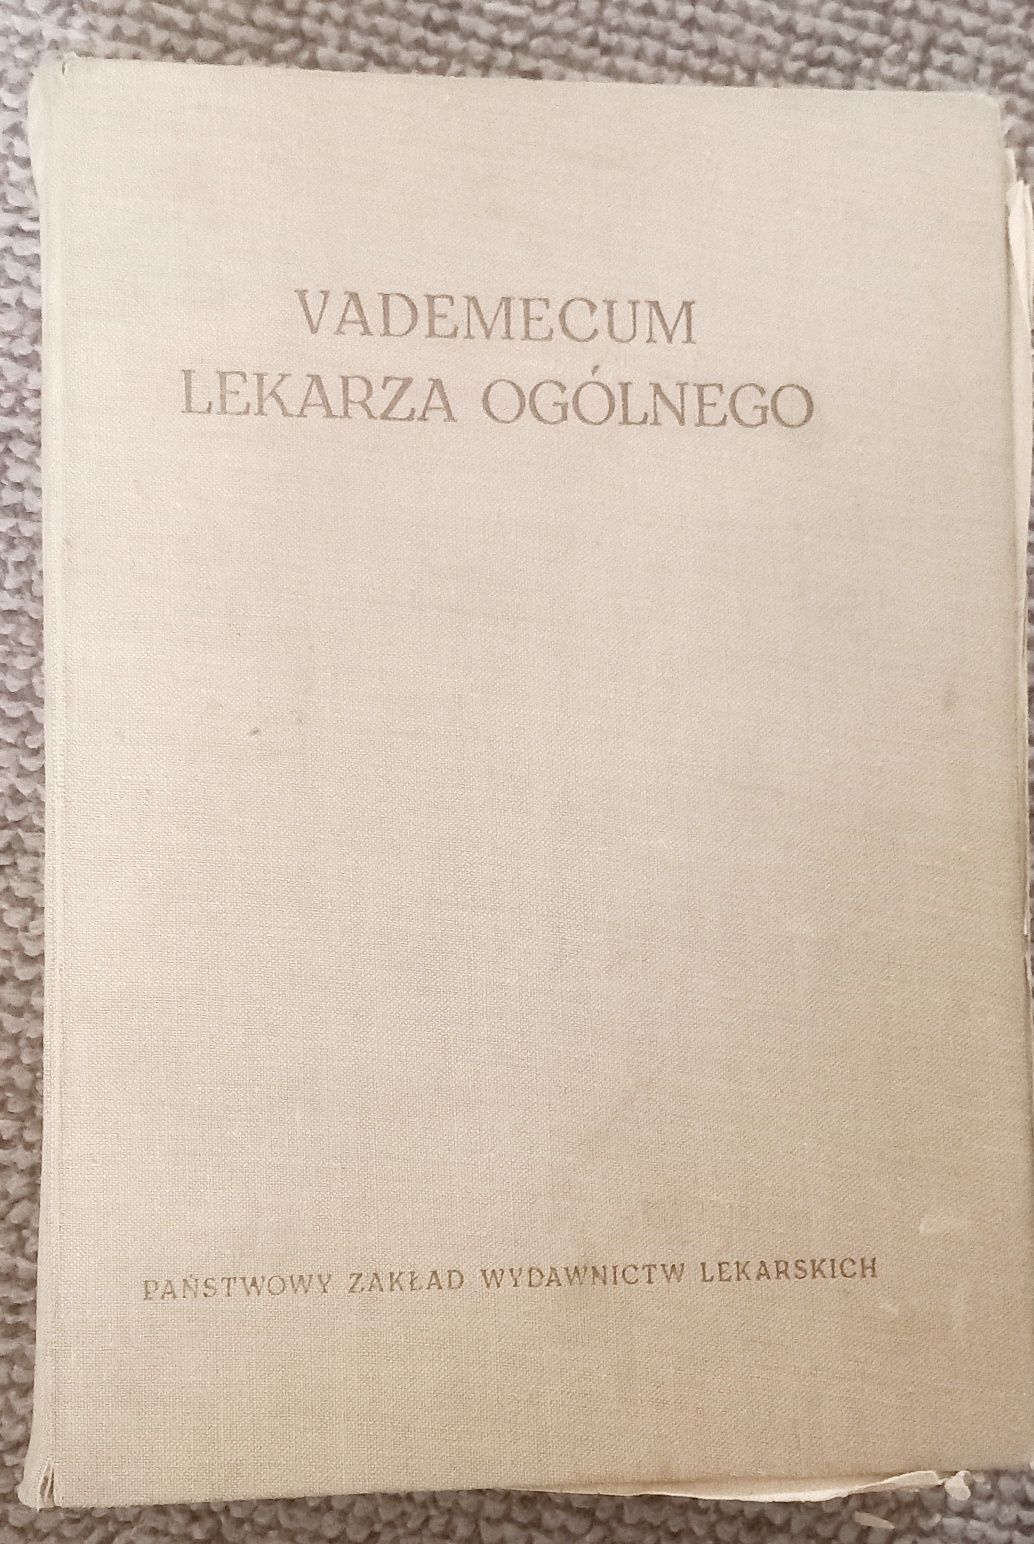 VADEMECUM
LEKARZA OGÓLNEGO
PAŃSTWOWY ZAKŁAD WYDAWNICTW LEKARSKICH